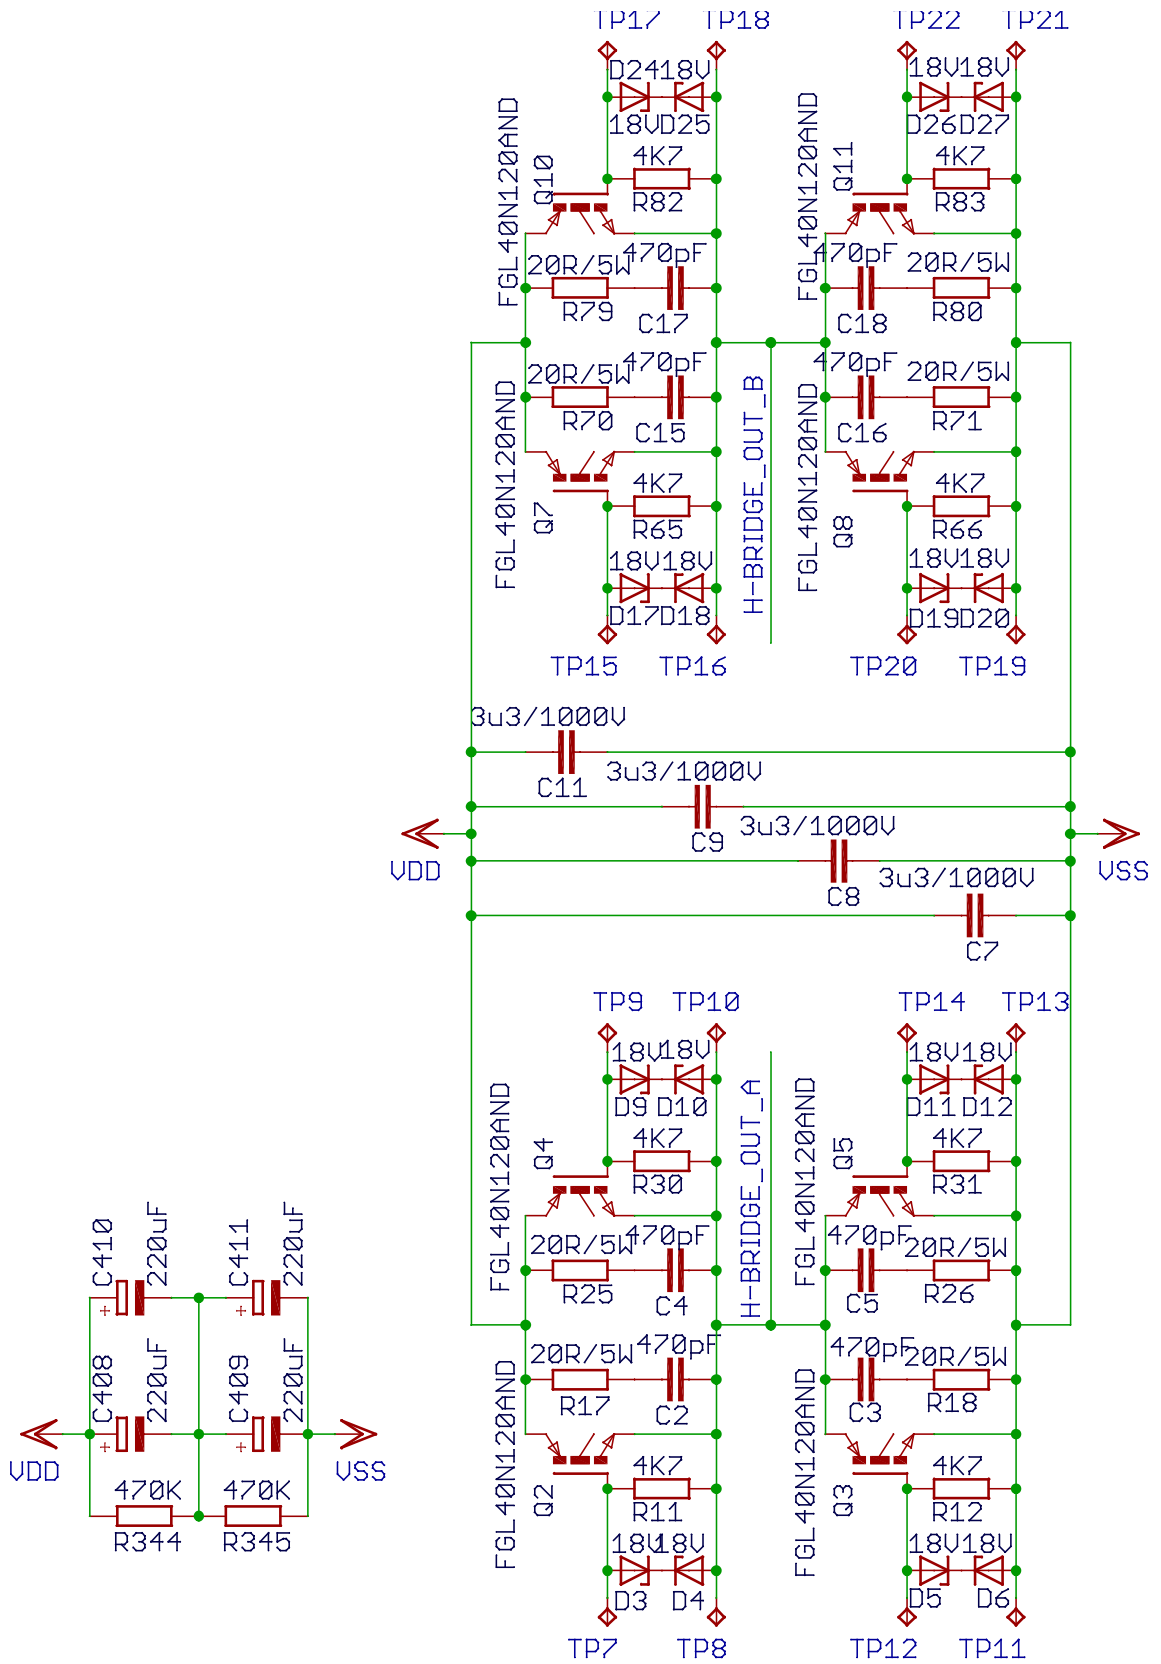 TP17 TP18 TP22 TP21
D24 18V 18V 18V
18V D25 D26 D27
FGL40N120AND Q10 4K7 R82
FGL40N120AND Q11 4K7 R83
20R/5W 470pF 470pF 20R/5W
R79 C17 C18 R80
20R/5W 470pF 470pF 20R/5W
R70 C15 C16 R71
FGL40N120AND Q7 4K7 R65
H-BRIDGE_OUT_B
FGL40N120AND Q8 4K7 R66
18V 18V 18V 18V
D17 D18 D19 D20
TP15 TP16 TP20 TP19
3u3/1000V
C11
3u3/1000V
C9
3u3/1000V
C8
3u3/1000V
C7
VDD VSS
TP9 TP10 TP14 TP13
18V 18V 18V 18V
D9 D10 D11 D12
FGL40N120AND Q4 4K7 R30
H-BRIDGE_OUT_A
FGL40N120AND Q5 4K7 R31
20R/5W 470pF 470pF 20R/5W
R25 C4 C5 R26
20R/5W 470pF 470pF 20R/5W
R17 C2 C3 R18
FGL40N120AND Q2 4K7 R11
FGL40N120AND Q3 4K7 R12
18V 18V 18V 18V
D3 D4 D5 D6
TP7 TP8 TP12 TP11
C410 220uF C411 220uF
+ +
C408 220uF C409 220uF
+ +
VDD VSS
470K 470K
R344 R345